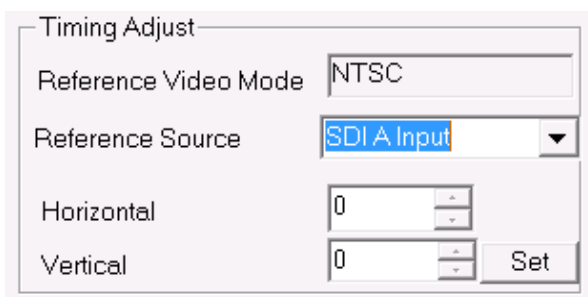 Timing Adjust
Reference Video Mode NTSC
Reference Source SDI A Input
Horizontal 0
Vertical 0 Set